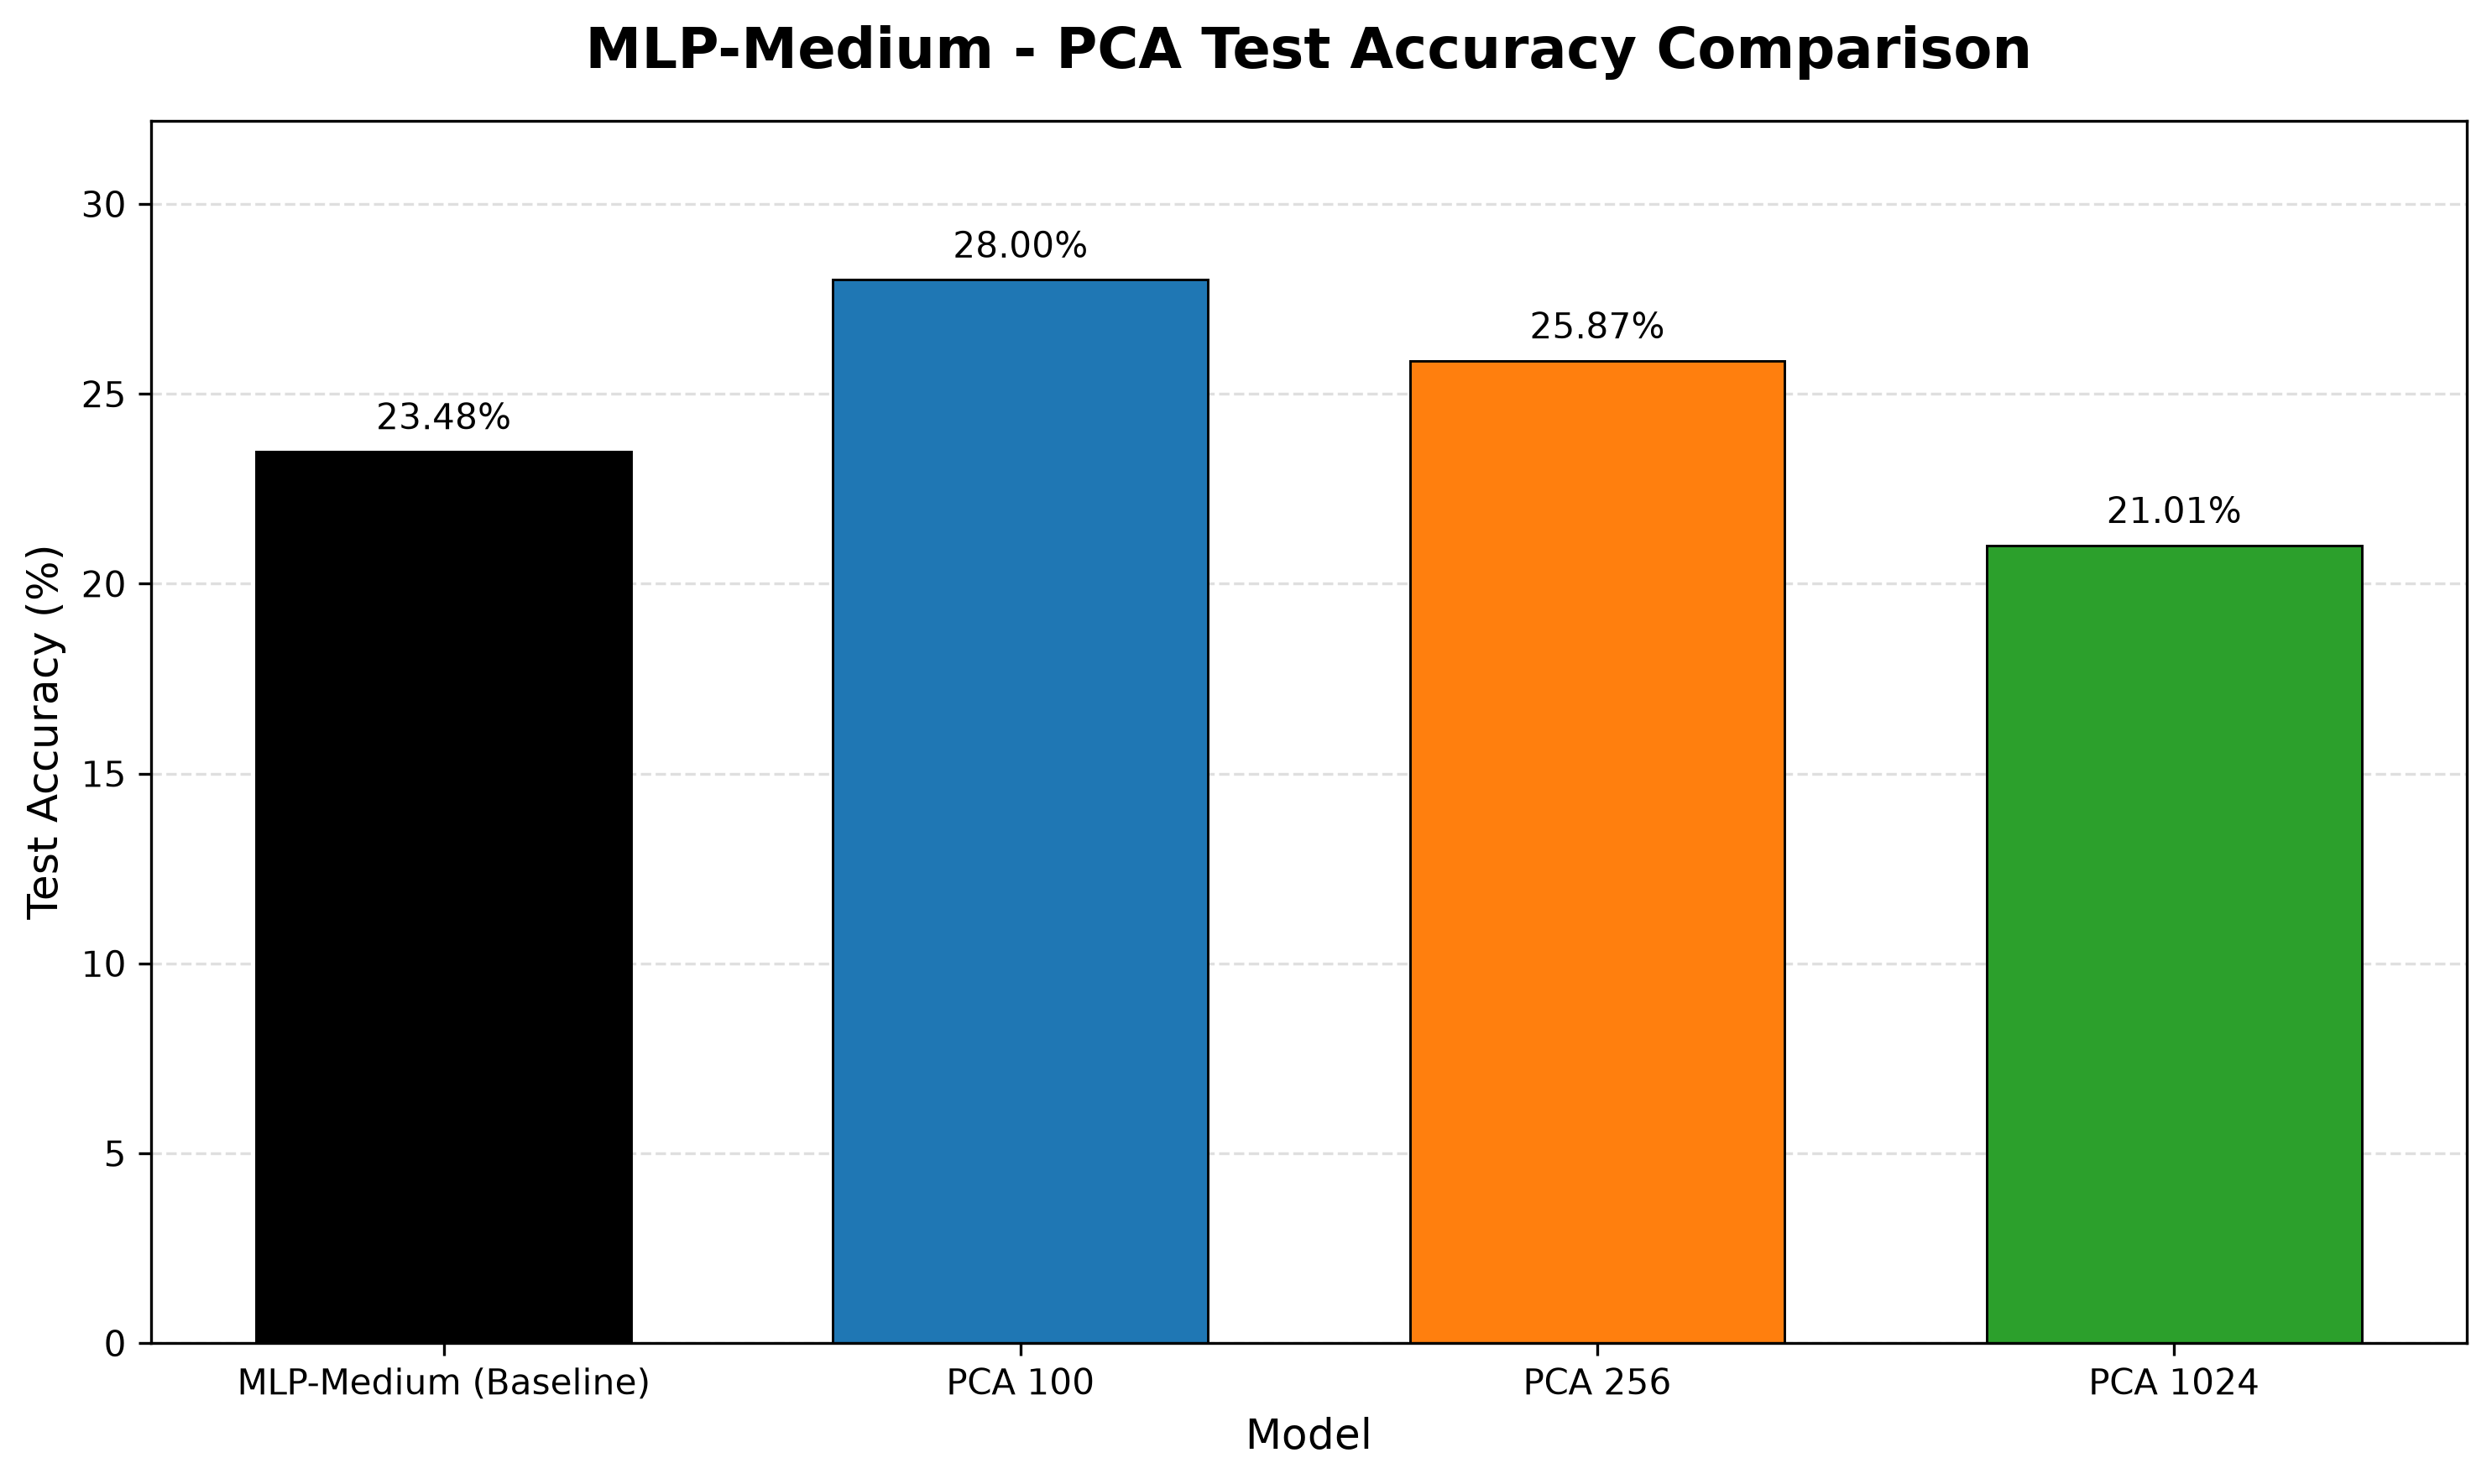 MLP-Medium - PCA Test Accuracy Comparison
Test Accuracy (%)
30
25
20
15
10
5
0
23.48%
28.00%
25.87%
21.01%
MLP-Medium (Baseline)
PCA 100
PCA 256
PCA 1024
Model